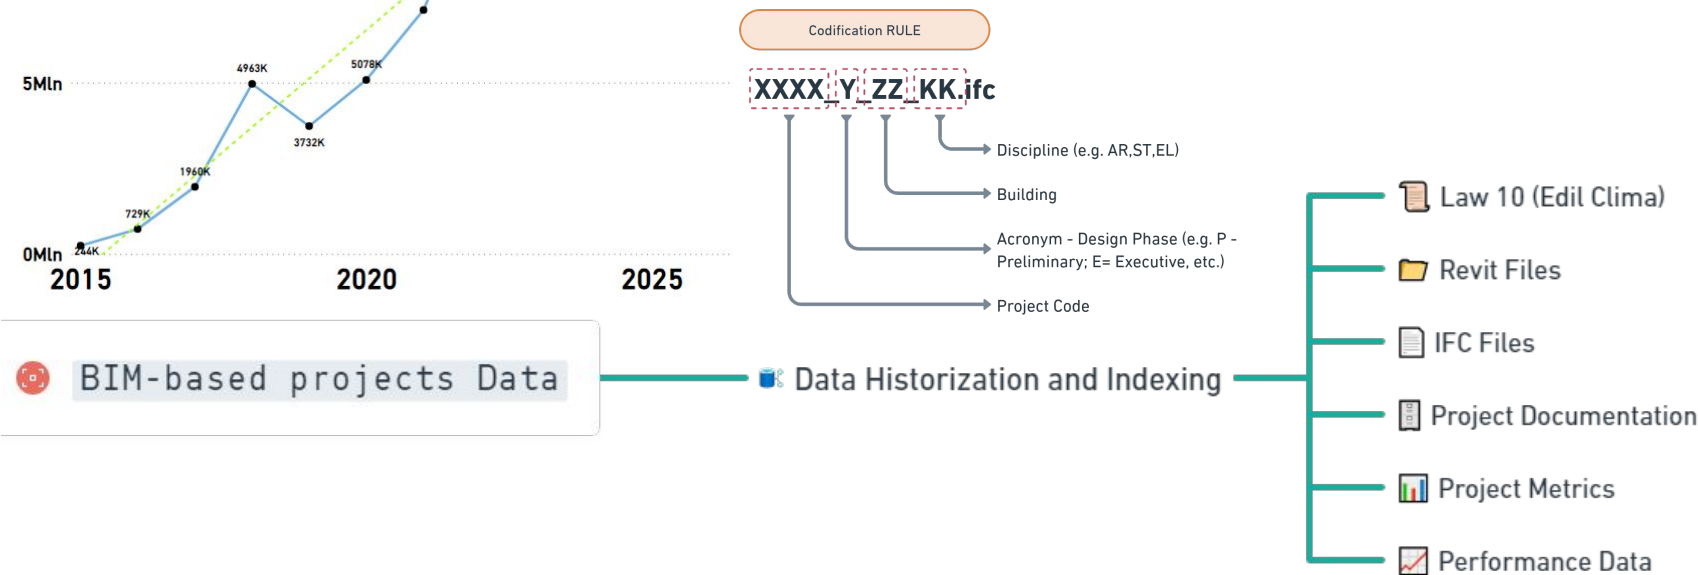 4963K
5078K
5Mln
3732K
1960K
729K
244K
0Mln
2015
2020
2025
Codification RULE
XXXX_Y_ZZ_KK.ifc
Discipline (e.g. AR,ST,EL)
Building
Acronym - Design Phase (e.g. P -
Preliminary; E= Executive, etc.)
Project Code
BIM-based projects Data
Data Historization and Indexing
Law 10 (Edil Clima)
Revit Files
IFC Files
Project Documentation
Project Metrics
Performance Data